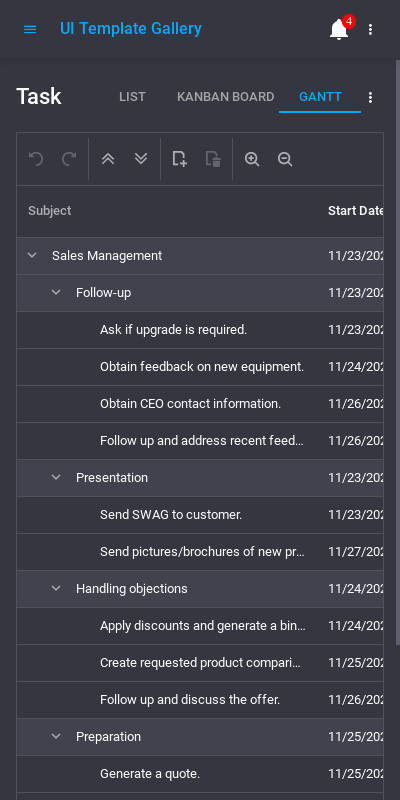 UI Template Gallery
4
Task
LIST
KANBAN BOARD
GANTT
Subject
Start Date
Sales Management
11/23/202
Follow-up
11/23/202
Ask if upgrade is required.
11/23/202
Obtain feedback on new equipment.
11/24/202
Obtain CEO contact information.
11/26/202
Follow up and address recent feed...
11/26/202
Presentation
11/23/202
Send SWAG to customer.
11/23/202
Send pictures/brochures of new pr...
11/27/202
Handling objections
11/24/202
Apply discounts and generate a bin...
11/24/202
Create requested product compari...
11/25/202
Follow up and discuss the offer.
11/26/202
Preparation
11/25/202
Generate a quote.
11/25/202